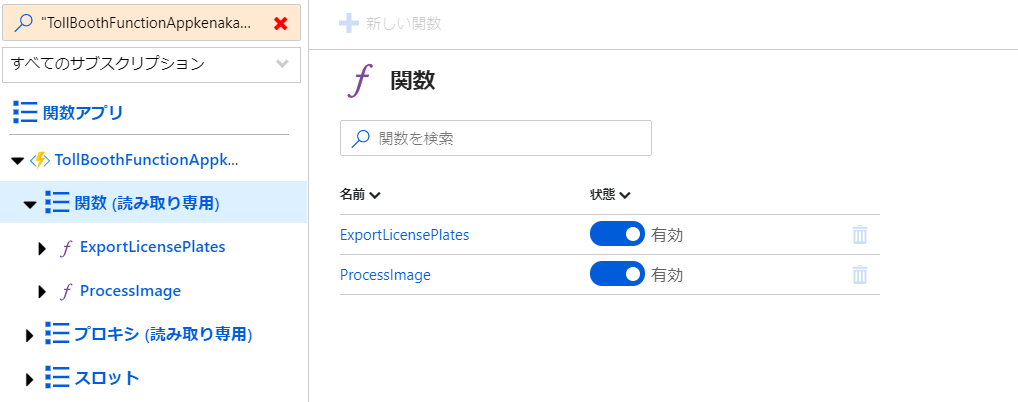 "TollBoothFunctionAppkenaka...
すべてのサブスクリプション
関数アプリ
TollBoothFunctionAppk...
関数 (読み取り専用)
ExportLicensePlates
ProcessImage
プロキシ (読み取り専用)
スロット
新しい関数
関数
関数を検索
名前 状態
ExportLicensePlates 有効
ProcessImage 有効